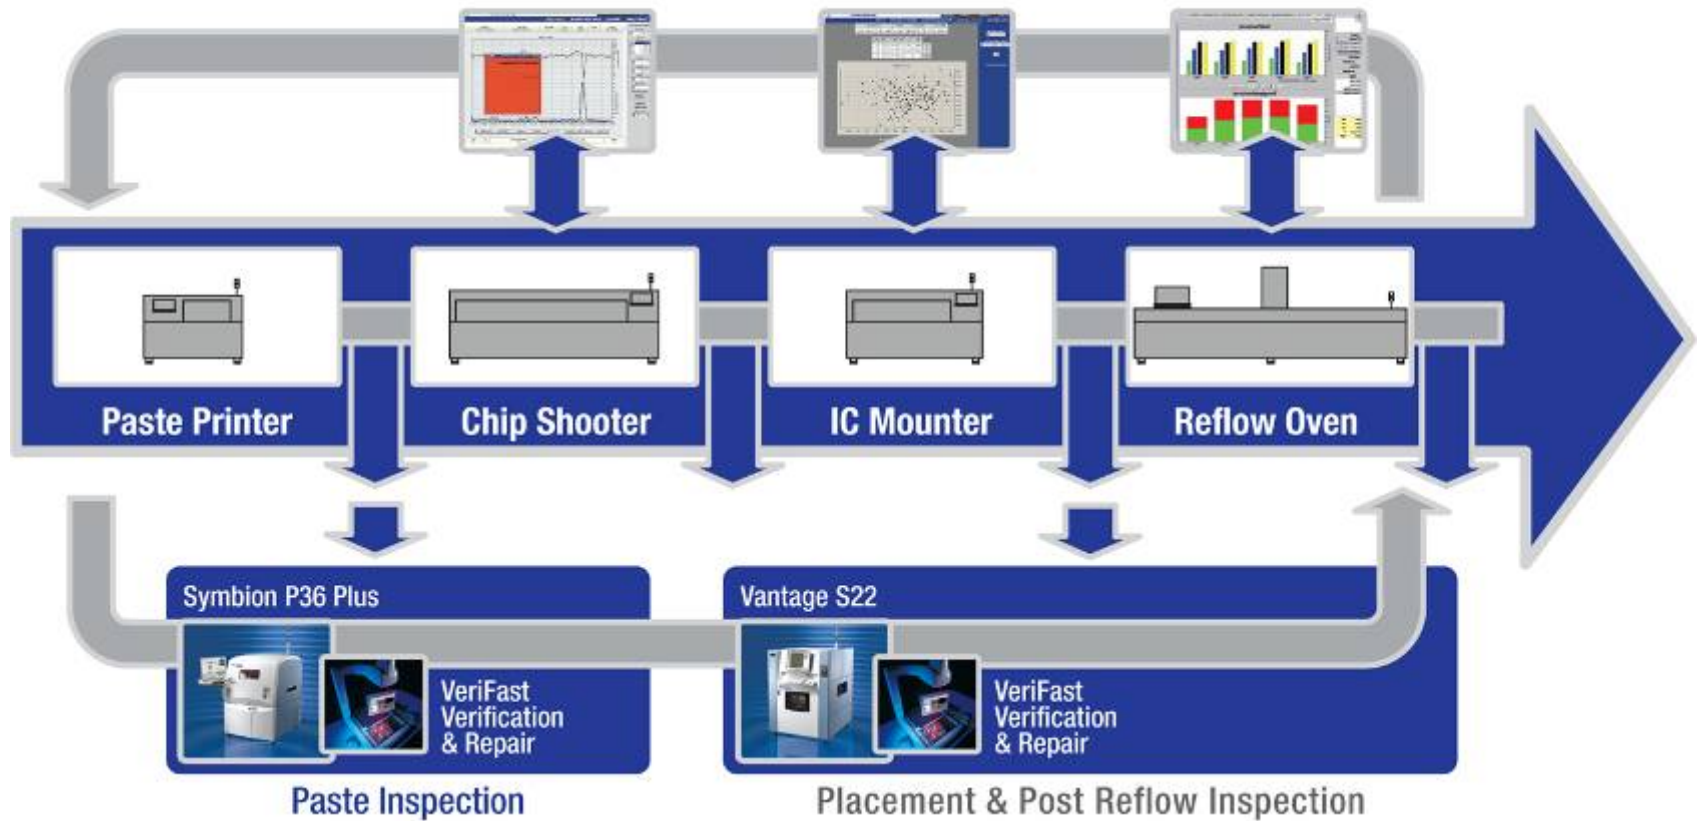 Paste Printer
Chip Shooter
IC Mounter
Reflow Oven
Symbion P36 Plus
VeriFast
Verification
& Repair
Vantage S22
VeriFast
Verification
& Repair
Paste Inspection
Placement & Post Reflow Inspection